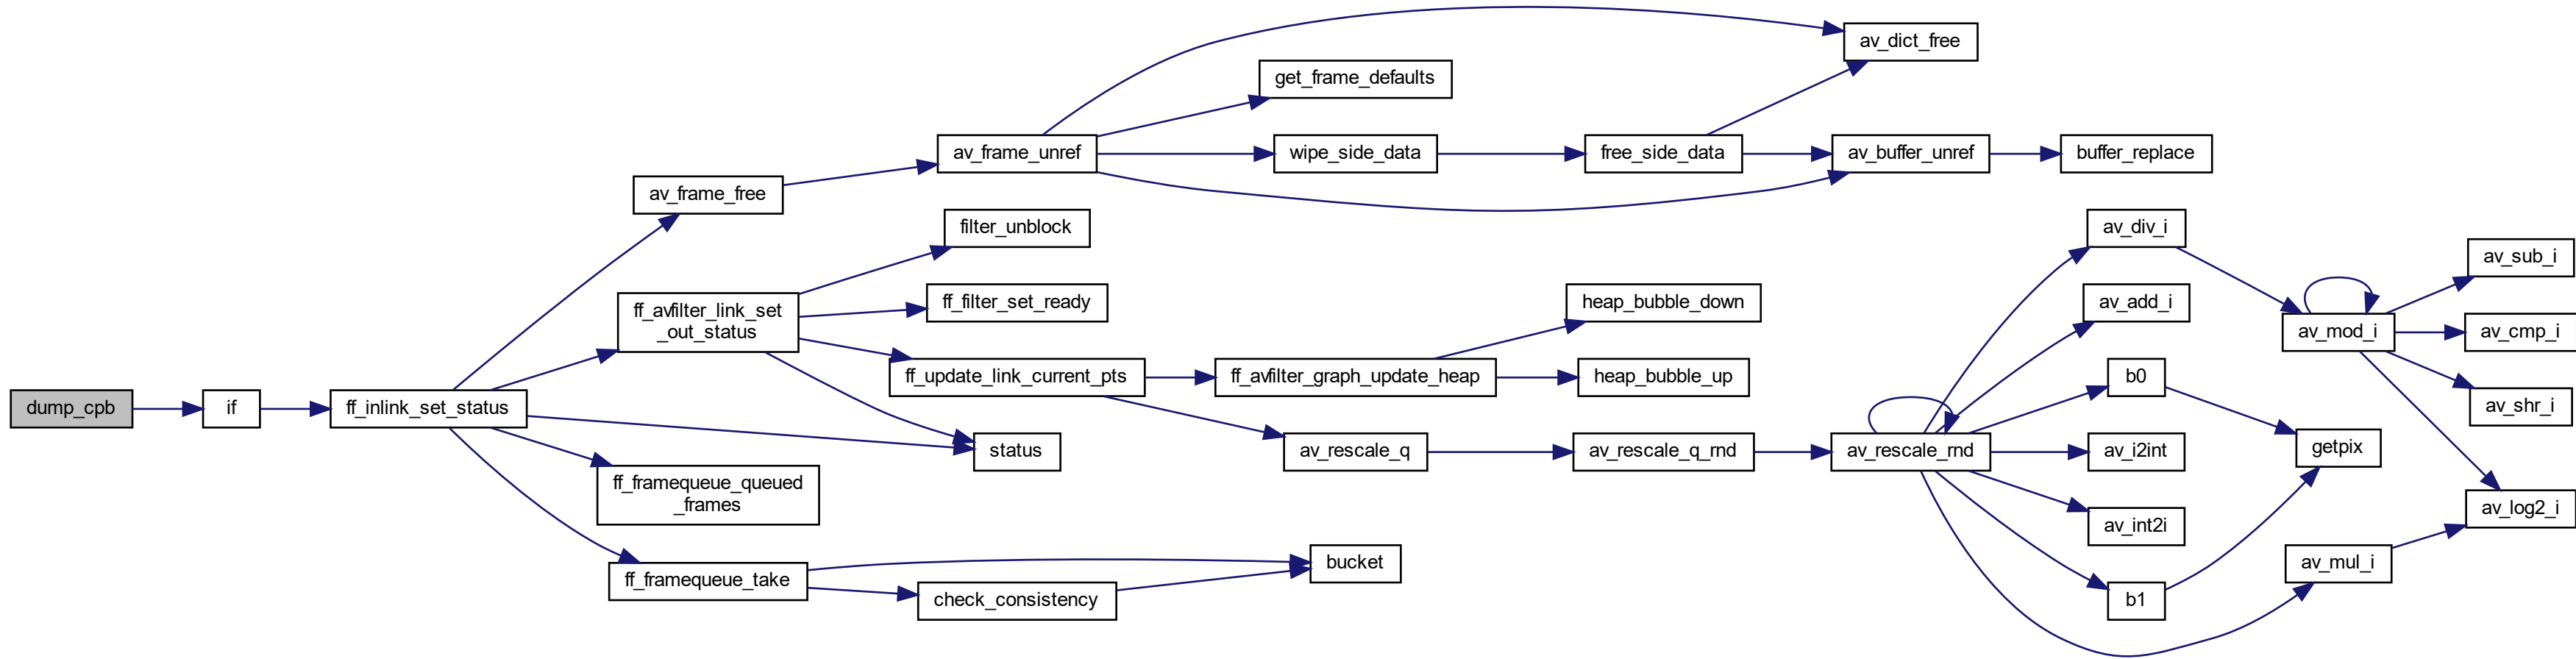 av_dict_free
get_frame_defaults
av_frame_unref
wipe_side_data
free_side_data
av_buffer_unref
buffer_replace
av_frame_free
filter_unblock
av_div_i
av_sub_i
ff_avfilter_link_set
_out_status
ff_filter_set_ready
heap_bubble_down
av_add_i
av_mod_i
av_cmp_i
ff_update_link_current_pts
ff_avfilter_graph_update_heap
heap_bubble_up
b0
av_shr_i
dump_cpb
if
ff_inlink_set_status
status
av_rescale_q
av_rescale_q_rnd
av_rescale_rnd
av_i2int
getpix
ff_framequeue_queued
_frames
av_int2i
av_log2_i
bucket
av_mul_i
ff_framequeue_take
check_consistency
b1